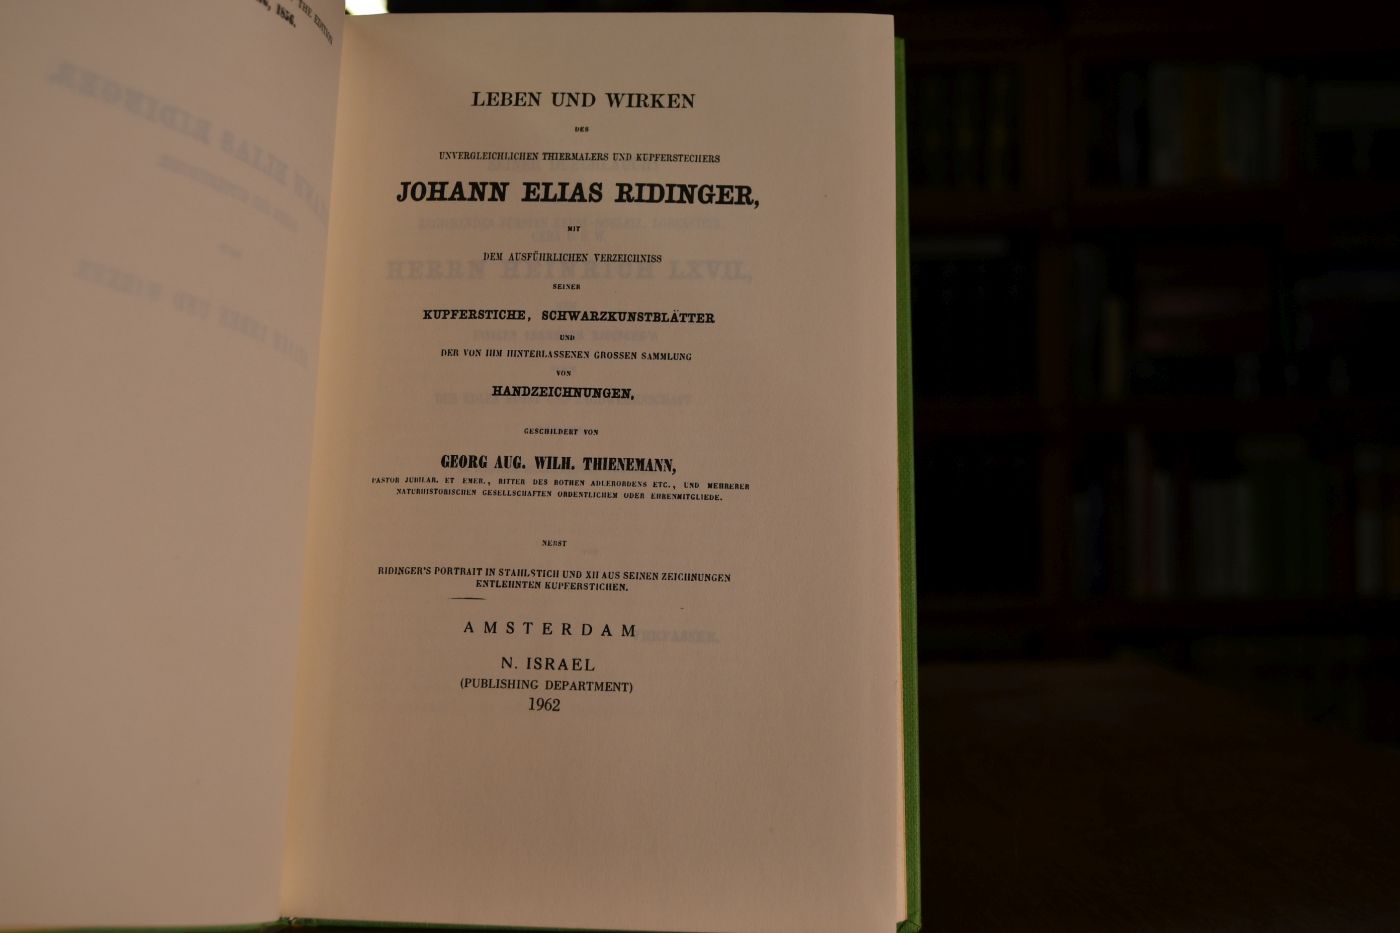 THE EDITION
1856.
LEBEN UND WIRKEN
DES
UNVERGLEICHLICHEN THIERMALERS UND KUPFERSTECHERS
JOHANN ELIAS RIDINGER,
MIT
DEM AUSFÜHRLICHEN VERZEICHNISS
SEINER
KUPFERSTICHE, SCHWARZKUNSTBLÄTTER
UND
DER VON IHM HINTERLASSENEN GROSSEN SAMMLUNG
VON
HANDZEICHNUNGEN,
GESCHILDERT VON
GEORG AUG. WILH. THIENEMANN,
PASTOR JUBILAR. ET EMER., RITTER DES ROTHEN ADLERORDENS ETC., UND MEHRERER
NATURHISTORISCHEN GESELLSCHAFTEN ORDENTLICHEM ODER EHRENMITGLIEDE.
NEBST
RIDINGER'S PORTRAIT IN STAHLSTICH UND XII AUS SEINEN ZEICHNUNGEN
ENTLEHNTEN KUPFERSTICHEN.
AMSTERDAM
N. ISRAEL
(PUBLISHING DEPARTMENT)
1962